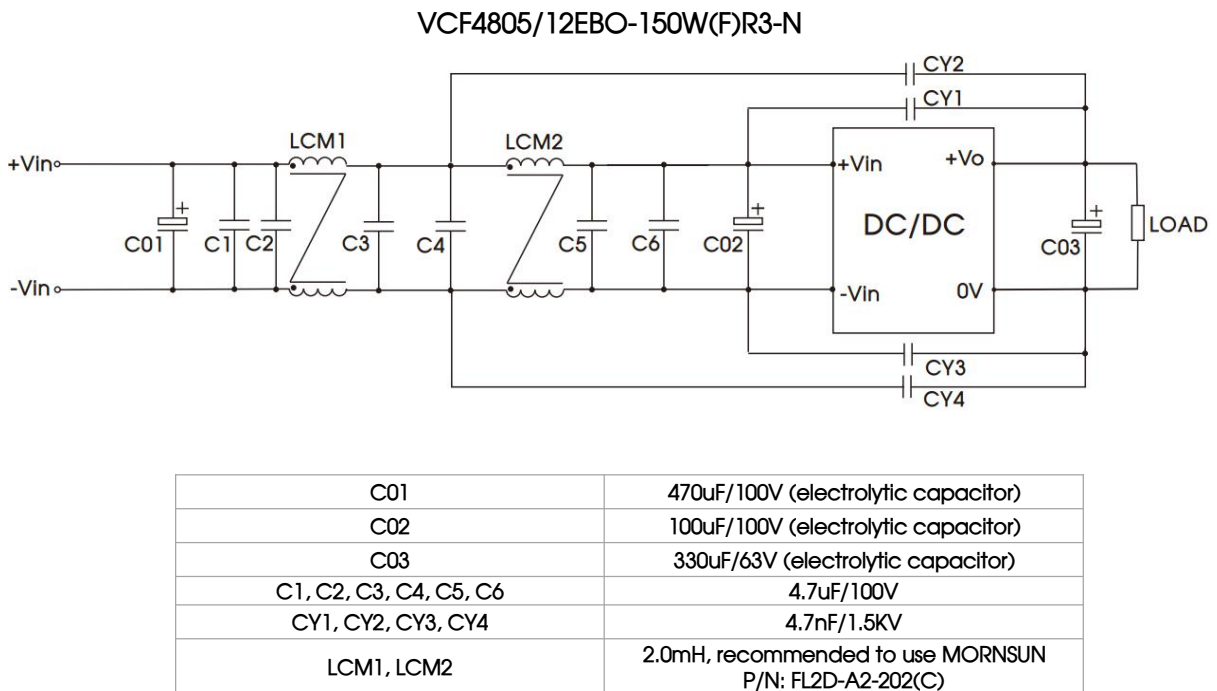 VCF4805/12EBO-150W(F)R3-N
CY2
CY1
LCM1
LCM2
+Vin
+Vin
+Vo
+
+
+
C01
C1
C2
C3
C4
C5
C6
C02
DC/DC
C03
LOAD
-Vin
-Vin
0V
CY3
CY4
C01 470uF/100V (electrolytic capacitor)
C02 100uF/100V (electrolytic capacitor)
C03 330uF/63V (electrolytic capacitor)
C1, C2, C3, C4, C5, C6 4.7uF/100V
CY1, CY2, CY3, CY4 4.7nF/1.5KV
LCM1, LCM2 2.0mH, recommended to use MORNSUN
P/N: FL2D-A2-202(C)